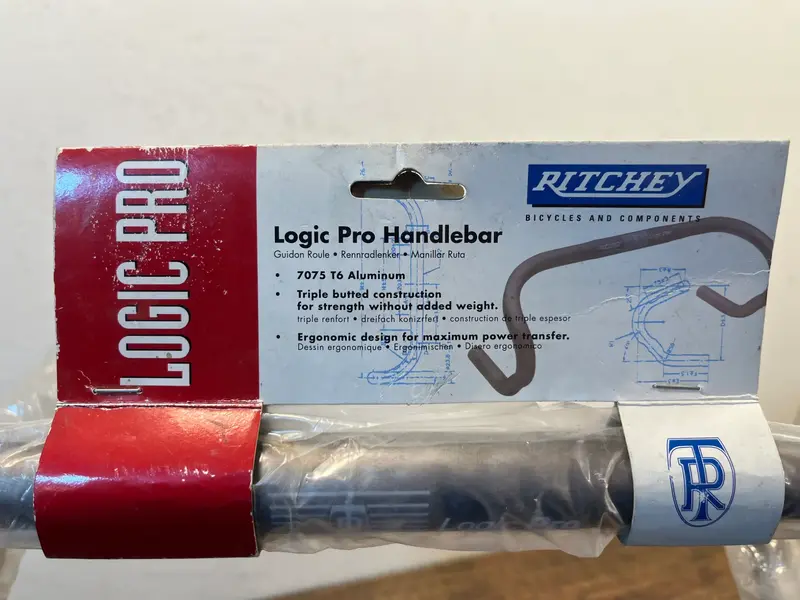 LOGIC PRO
RITCHEY
BICYCLES AND COMPONENTS
Logic Pro Handlebar
Guidon Roule • Rennradlenker • Manillar Ruta
• 7075 T6 Aluminum
• Triple butted construction
for strength without added weight.
triple renfort • dreifach konizfert • construction de triple espesor
• Ergonomic design for maximum power transfer.
Dessin ergonomique • Ergonimischen • Disero ergonomico
Logic Pro